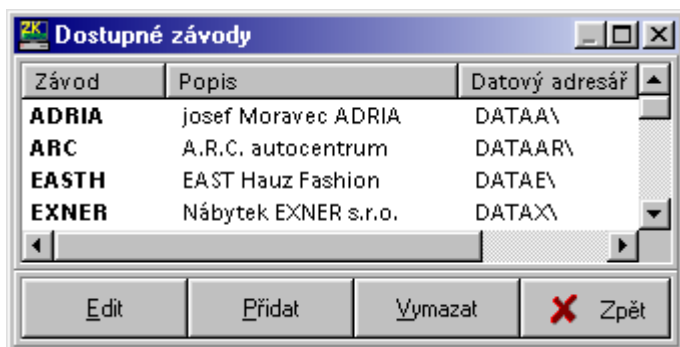 ZK Dostupné závody
Závod Popis Datový adresář
ADRIA josef Moravec ADRIA DATAA\
ARC A.R.C. autocentrum DATAAR\
EASTH EAST Hauz Fashion DATAE\
EXNER Nábytek EXNER s.r.o. DATAX\
Edit Přidat Vymazat Zpět